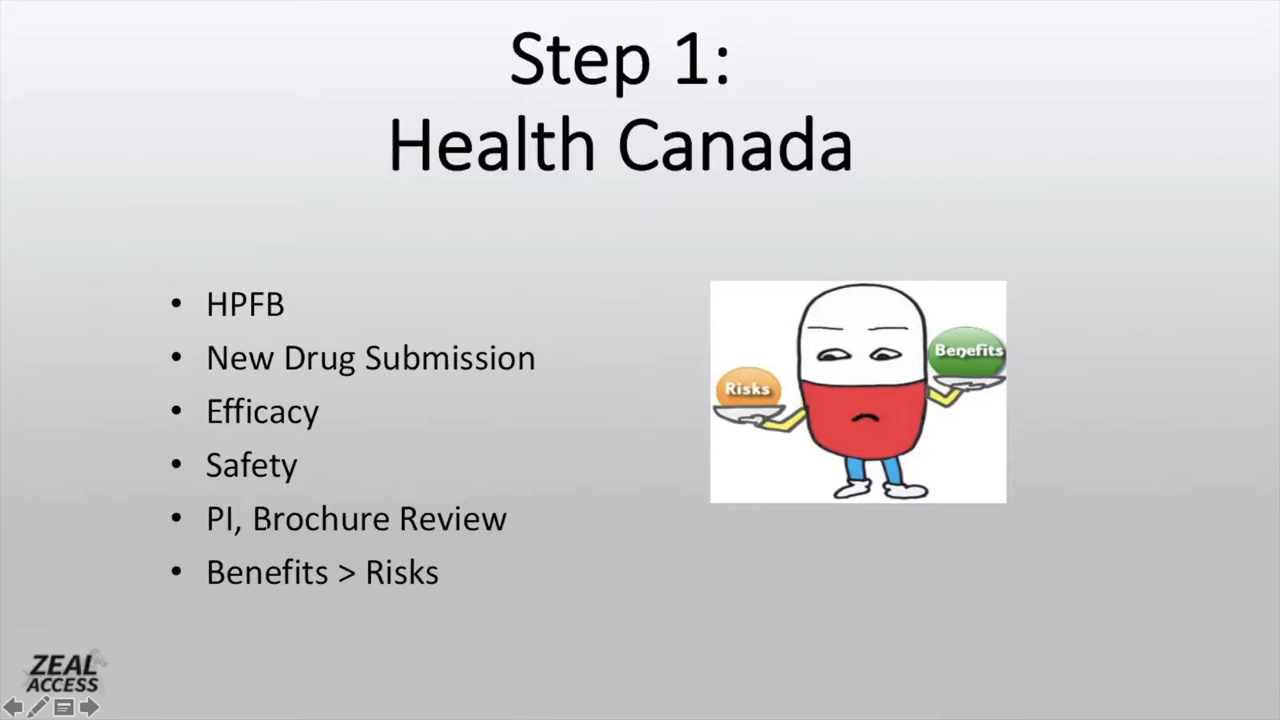 Step 1:
Health Canada
• HPFB
• New Drug Submission
• Efficacy
• Safety
• PI, Brochure Review
• Benefits > Risks
Risks
Benefits
ZEAL
ACCESS